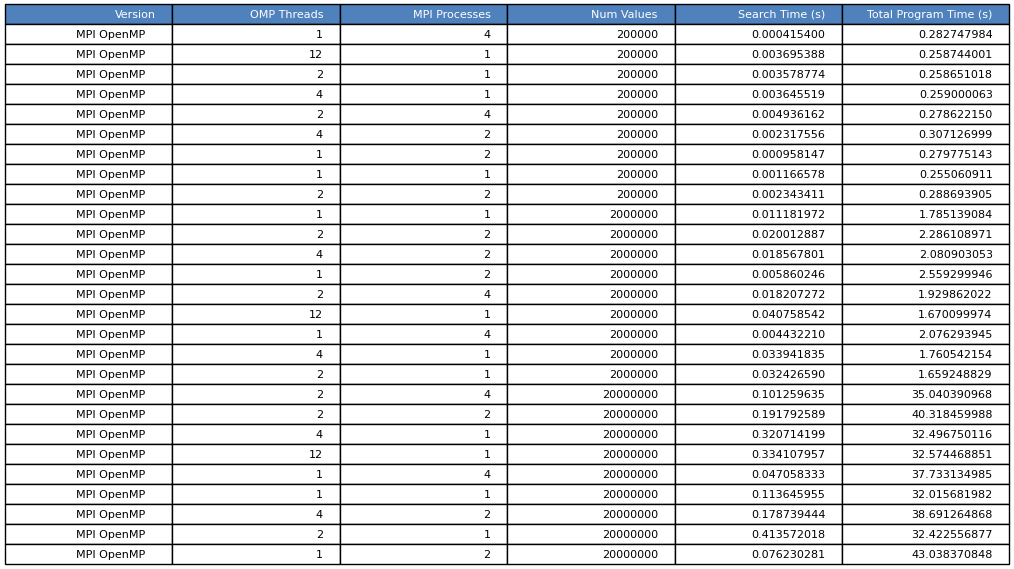 Version OMP Threads MPI Processes Num Values Search Time (s) Total Program Time (s)
MPI OpenMP 1 4 200000 0.000415400 0.282747984
MPI OpenMP 12 1 200000 0.003695388 0.258744001
MPI OpenMP 2 1 200000 0.003578774 0.258651018
MPI OpenMP 4 1 200000 0.003645519 0.259000063
MPI OpenMP 2 4 200000 0.004936162 0.278622150
MPI OpenMP 4 2 200000 0.002317556 0.307126999
MPI OpenMP 1 2 200000 0.000958147 0.279775143
MPI OpenMP 1 1 200000 0.001166578 0.255060911
MPI OpenMP 2 2 200000 0.002343411 0.288693905
MPI OpenMP 1 1 2000000 0.011181972 1.785139084
MPI OpenMP 2 2 2000000 0.020012887 2.286108971
MPI OpenMP 4 2 2000000 0.018567801 2.080903053
MPI OpenMP 1 2 2000000 0.005860246 2.559299946
MPI OpenMP 2 4 2000000 0.018207272 1.929862022
MPI OpenMP 12 1 2000000 0.040758542 1.670099974
MPI OpenMP 1 4 2000000 0.004432210 2.076293945
MPI OpenMP 4 1 2000000 0.033941835 1.760542154
MPI OpenMP 2 1 2000000 0.032426590 1.659248829
MPI OpenMP 2 4 20000000 0.101259635 35.040390968
MPI OpenMP 2 2 20000000 0.191792589 40.318459988
MPI OpenMP 4 1 20000000 0.320714199 32.496750116
MPI OpenMP 12 1 20000000 0.334107957 32.574468851
MPI OpenMP 1 4 20000000 0.047058333 37.733134985
MPI OpenMP 1 1 20000000 0.113645955 32.015681982
MPI OpenMP 4 2 20000000 0.178739444 38.691264868
MPI OpenMP 2 1 20000000 0.413572018 32.422556877
MPI OpenMP 1 2 20000000 0.076230281 43.038370848